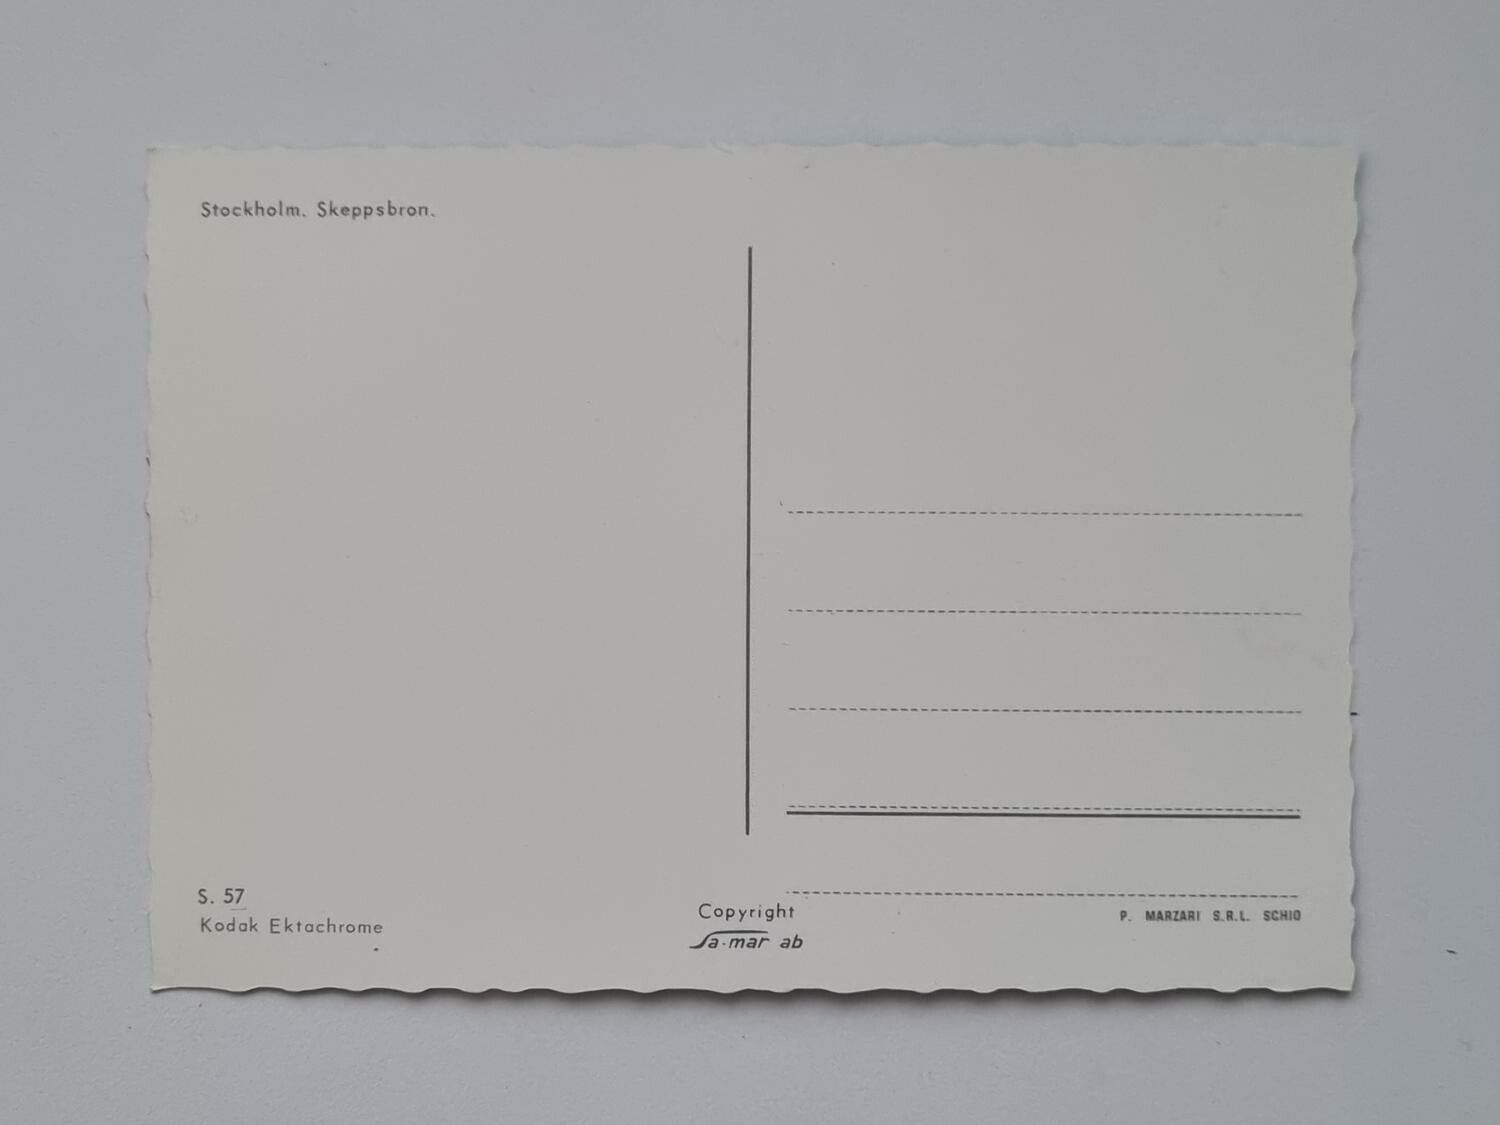 Stockholm. Skeppsbron.
S. 57
Kodak Ektachrome
Copyright
Sa-mar ab
P. MARZARI S.R.L. SCHIO